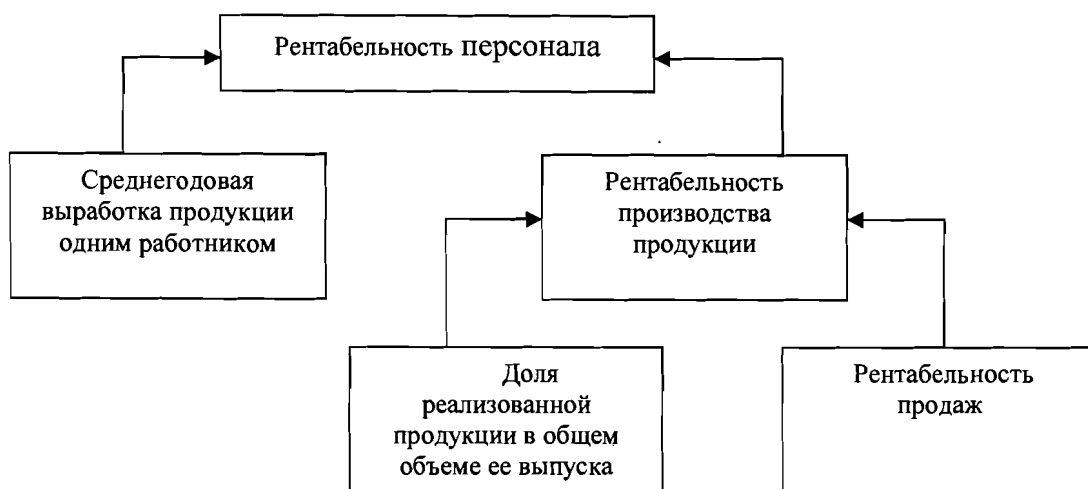 Рентабельность персонала
Среднегодовая
выработка продукции
одним работником
Рентабельность
производства
продукции
Доля
реализованной
продукции в общем
объеме ее выпуска
Рентабельность
продаж